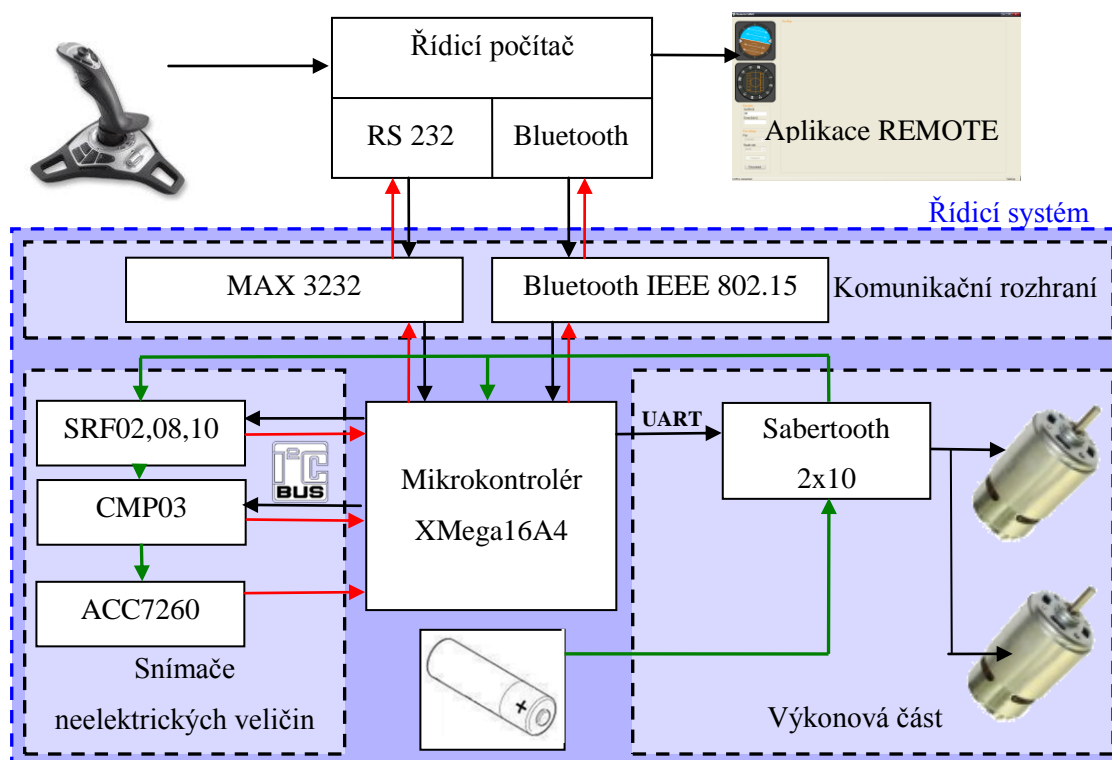 Řídicí počítač
RS 232
Bluetooth
Aplikace REMOTE
Řídicí systém
MAX 3232
Bluetooth IEEE 802.15
Komunikační rozhraní
SRF02,08,10
I²C
BUS
UART
Sabertooth
2x10
CMP03
Mikrokontrolér
XMega16A4
ACC7260
Snímače
neelektrických veličin
+
Výkonová část